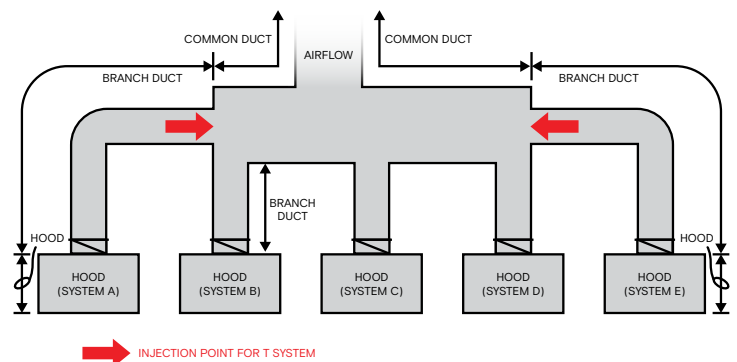 COMMON DUCT
COMMON DUCT
AIRFLOW
BRANCH DUCT
BRANCH DUCT
BRANCH
DUCT
HOOD
HOOD
HOOD
(SYSTEM A)
HOOD
(SYSTEM B)
HOOD
(SYSTEM C)
HOOD
(SYSTEM D)
HOOD
(SYSTEM E)
INJECTION POINT FOR T SYSTEM